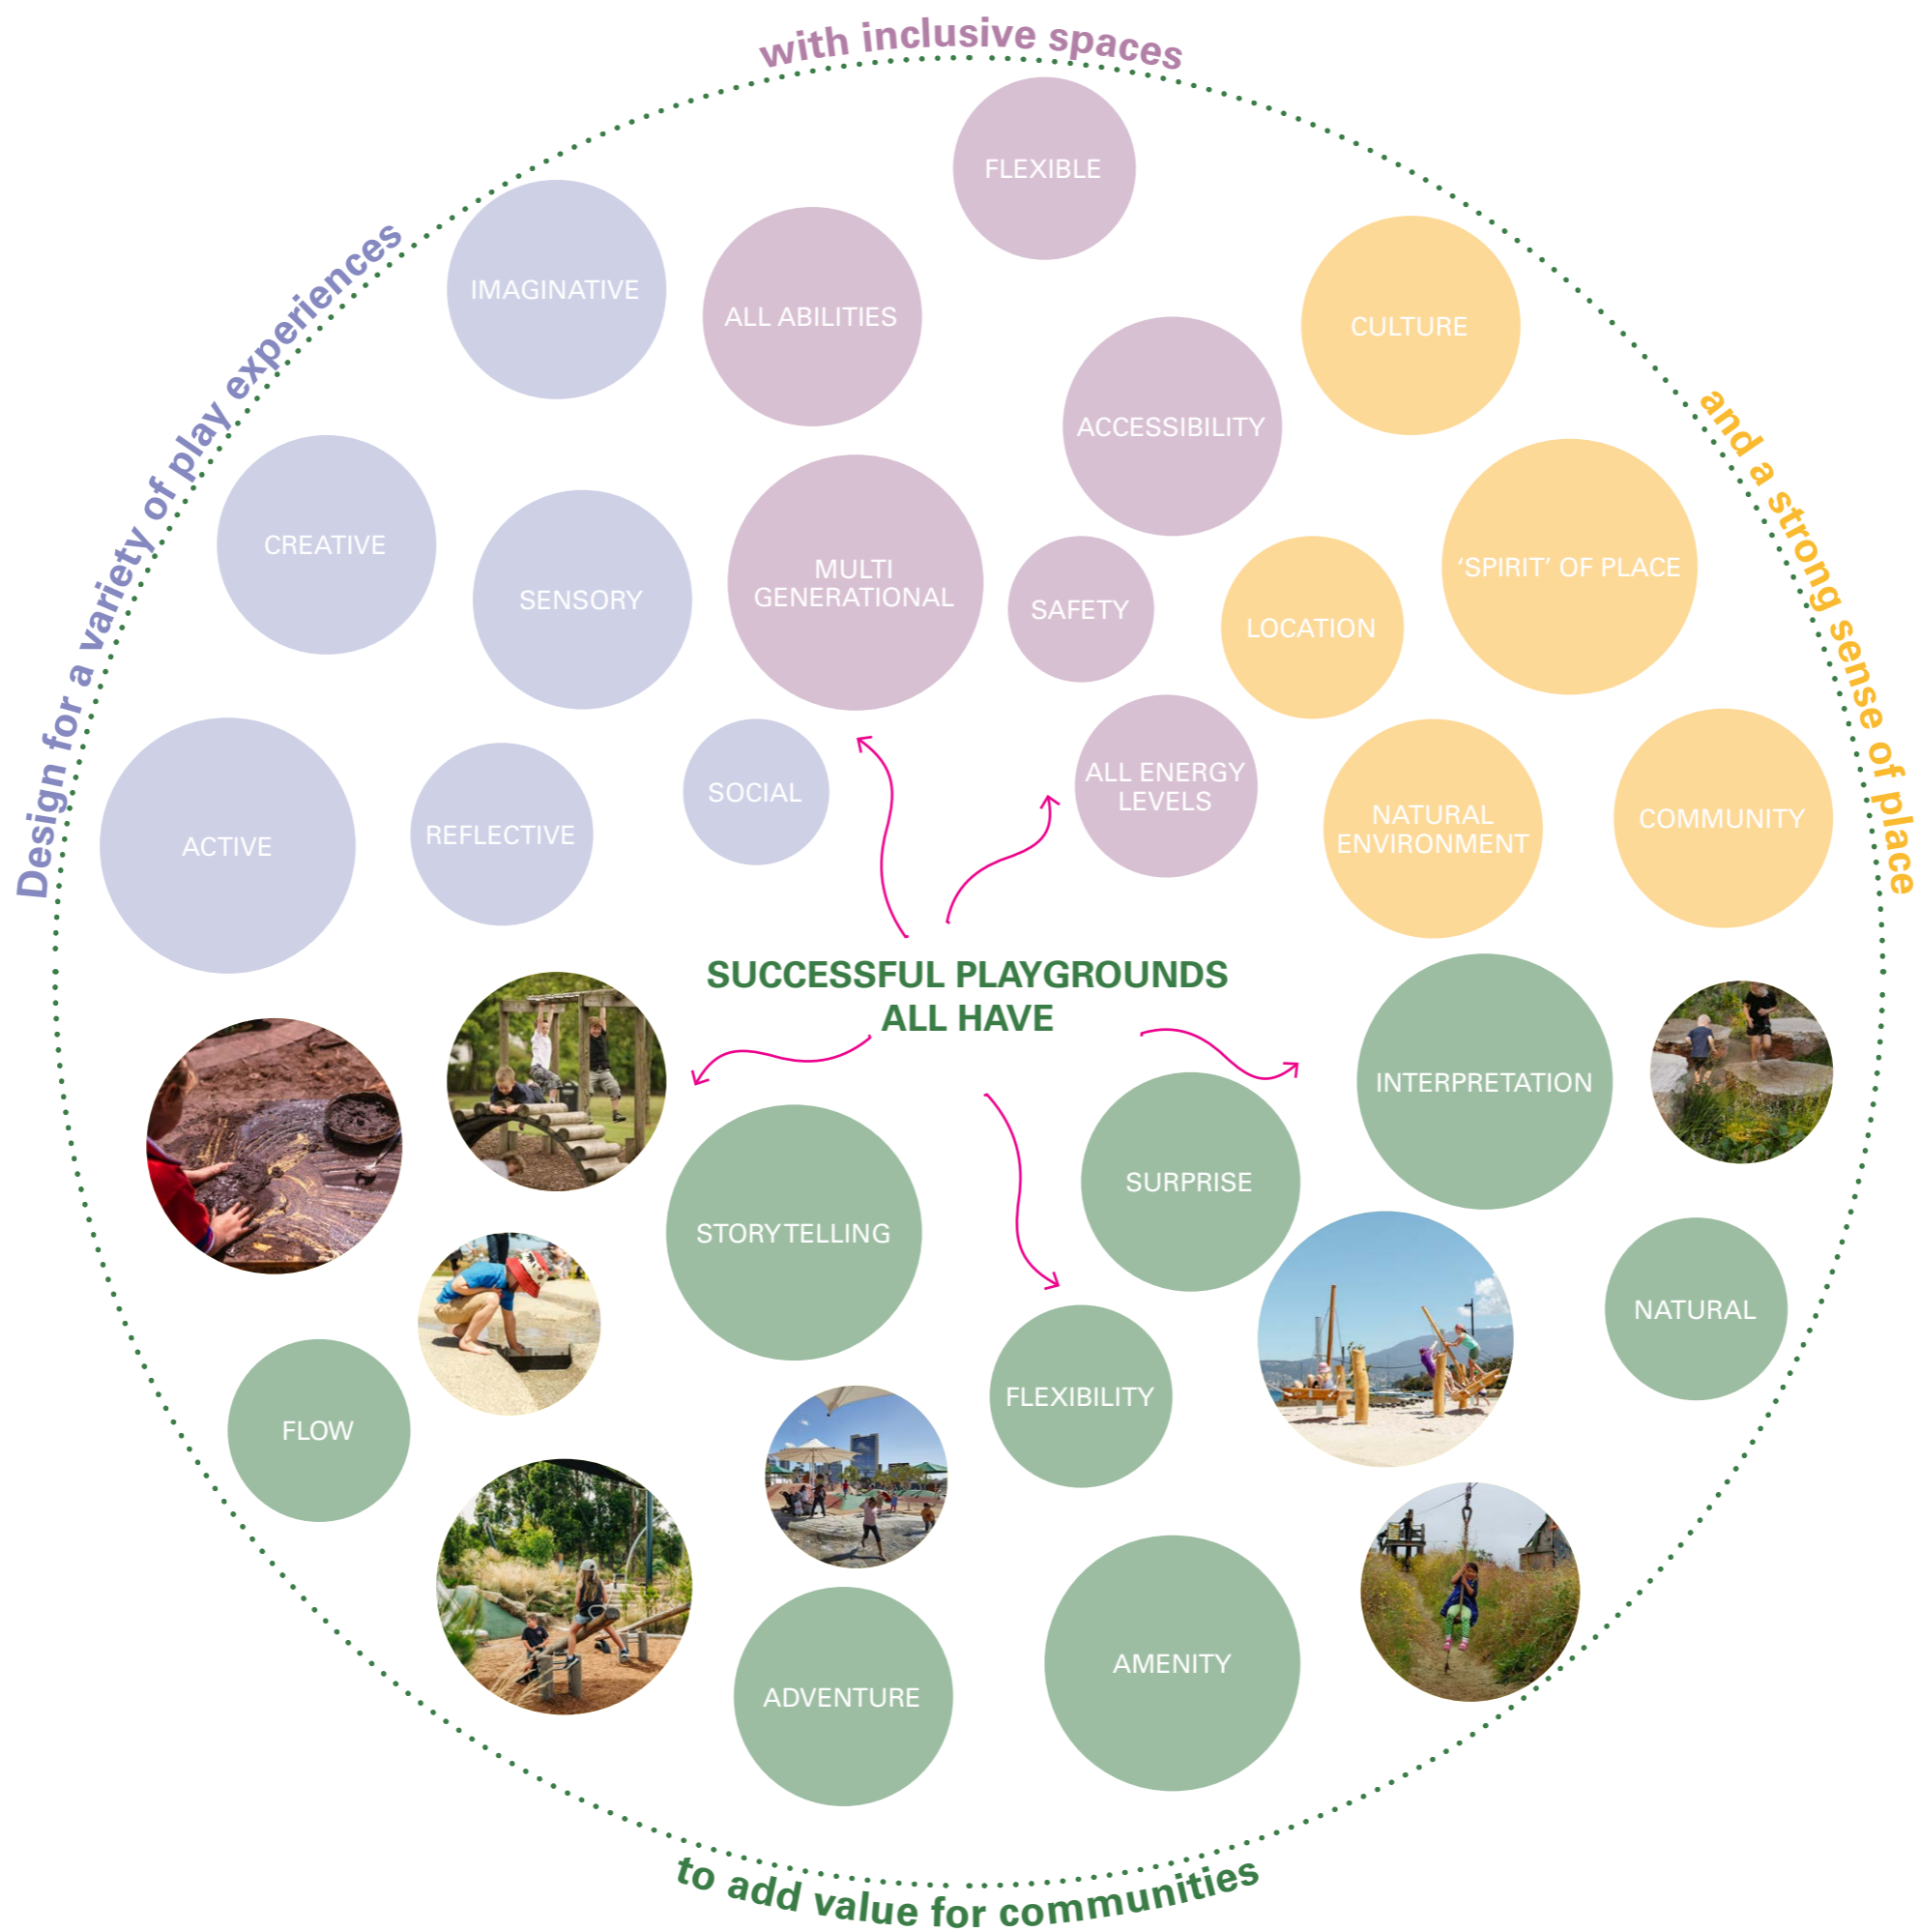 with inclusive spaces
Design for a variety of play experiences
and a strong sense of place
FLEXIBLE
IMAGINATIVE
ALL ABILITIES
CULTURE
ACCESSIBILITY
CREATIVE
SENSORY
MULTI
GENERATIONAL
SAFETY
LOCATION
‘SPIRIT’ OF PLACE
ACTIVE
REFLECTIVE
SOCIAL
ALL ENERGY
LEVELS
NATURAL
ENVIRONMENT
COMMUNITY
SUCCESSFUL PLAYGROUNDS
ALL HAVE
INTERPRETATION
SURPRISE
STORYTELLING
NATURAL
FLEXIBILITY
FLOW
AMENITY
ADVENTURE
to add value for communities